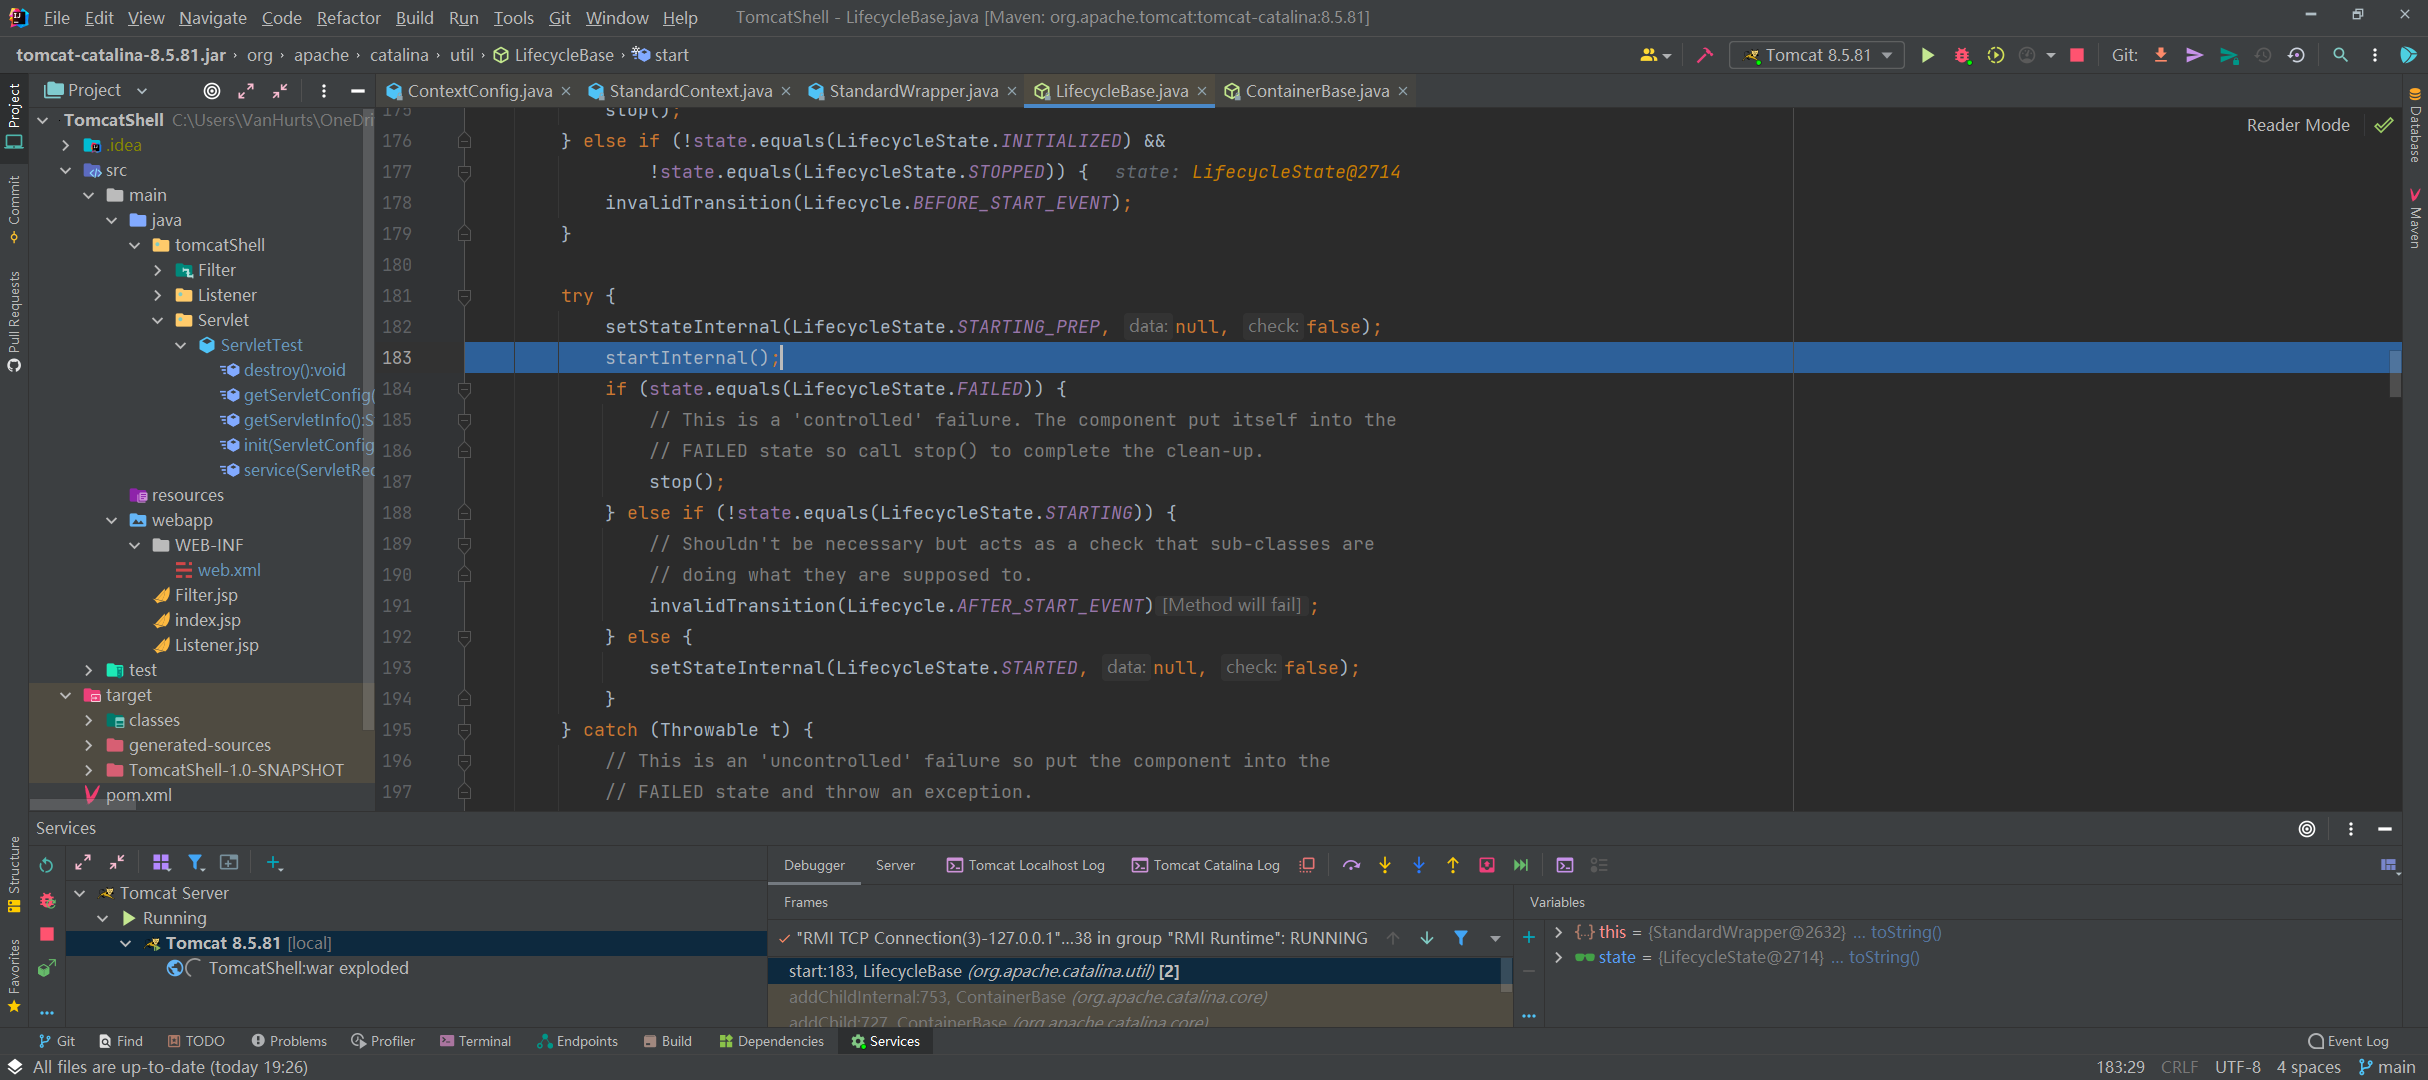 File Edit View Navigate Code Refactor Build Run Tools Git Window Help TomcatShell - LifecycleBase.java [Maven: org.apache.tomcat:tomcat-catalina:8.5.81]
tomcat-catalina-8.5.81.jar › org › apache › catalina › util › LifecycleBase › start Tomcat 8.5.81 Git:
Project
ContextConfig.java StandardContext.java StandardWrapper.java LifecycleBase.java ContainerBase.java
Project
Commit
Pull Requests
Structure
Favorites
TomcatShell C:\Users\VanHurts\OneDri
.idea
src
main
java
tomcatShell
Filter
Listener
Servlet
ServletTest
destroy():void
getServletConfig(
getServletInfo():S
init(ServletConfig
service(ServletRec
resources
webapp
WEB-INF
web.xml
Filter.jsp
index.jsp
Listener.jsp
test
target
classes
generated-sources
TomcatShell-1.0-SNAPSHOT
pom.xml
Reader Mode
175 stop();
176 } else if (!state.equals(LifecycleState.INITIALIZED) &&
177 !state.equals(LifecycleState.STOPPED)) { state: LifecycleState@2714
178 invalidTransition(Lifecycle.BEFORE_START_EVENT);
179 }
180
181 try {
182 setStateInternal(LifecycleState.STARTING_PREP, data: null, check: false);
183 startInternal();
184 if (state.equals(LifecycleState.FAILED)) {
185 // This is a 'controlled' failure. The component put itself into the
186 // FAILED state so call stop() to complete the clean-up.
187 stop();
188 } else if (!state.equals(LifecycleState.STARTING)) {
189 // Shouldn't be necessary but acts as a check that sub-classes are
190 // doing what they are supposed to.
191 invalidTransition(Lifecycle.AFTER_START_EVENT) [Method will fail] ;
192 } else {
193 setStateInternal(LifecycleState.STARTED, data: null, check: false);
194 }
195 } catch (Throwable t) {
196 // This is an 'uncontrolled' failure so put the component into the
197 // FAILED state and throw an exception.
Database
Maven
Services
Tomcat Server
Running
Tomcat 8.5.81 [local]
TomcatShell:war exploded
Debugger Server Tomcat Localhost Log Tomcat Catalina Log
Frames
"RMI TCP Connection(3)-127.0.0.1"...38 in group "RMI Runtime": RUNNING
start:183, LifecycleBase (org.apache.catalina.util) [2]
addChildInternal:753, ContainerBase (org.apache.catalina.core)
addChild:727, ContainerBase (org.apache.catalina.core)
Variables
this = {StandardWrapper@2632} ... toString()
state = {LifecycleState@2714} ... toString()
Git Find TODO Problems Profiler Terminal Endpoints Build Dependencies Services Event Log
All files are up-to-date (today 19:26) 183:29 CRLF UTF-8 4 spaces main